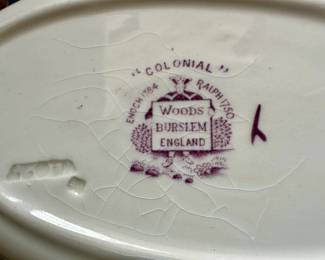 "COLONIAL"
ENOCH 1784 RALPH 1750
WOODS
BURSLEM
ENGLAND